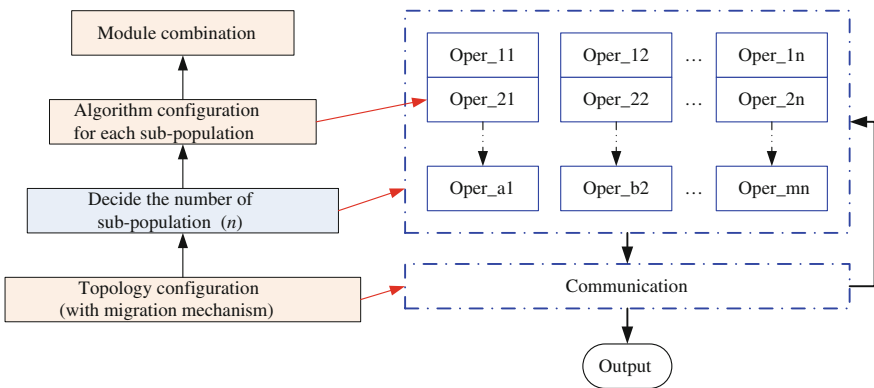 Module combination
Algorithm configuration
for each sub-population
Decide the number of
sub-population (n)
Topology configuration
(with migration mechanism)
Oper_11 Oper_12 ... Oper_1n
Oper_21 Oper_22 ... Oper_2n
Oper_a1 Oper_b2 ... Oper_mn
Communication
Output